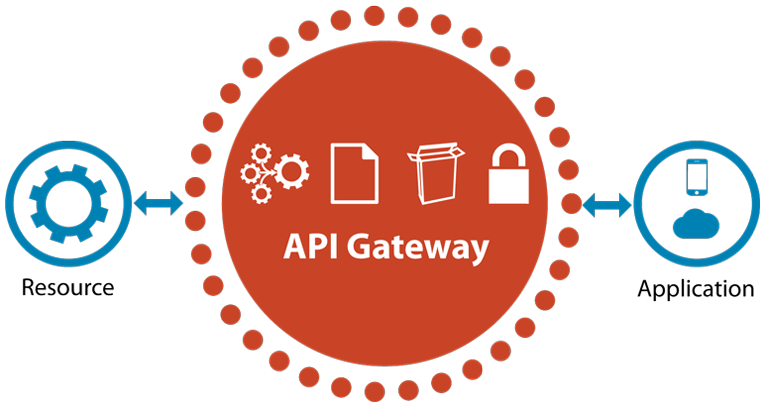 API Gateway
Resource
Application